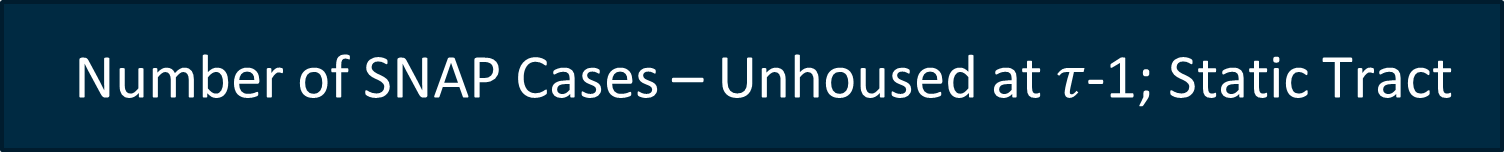 Number of SNAP Cases – Unhoused at 𝜏-1; Static Tract